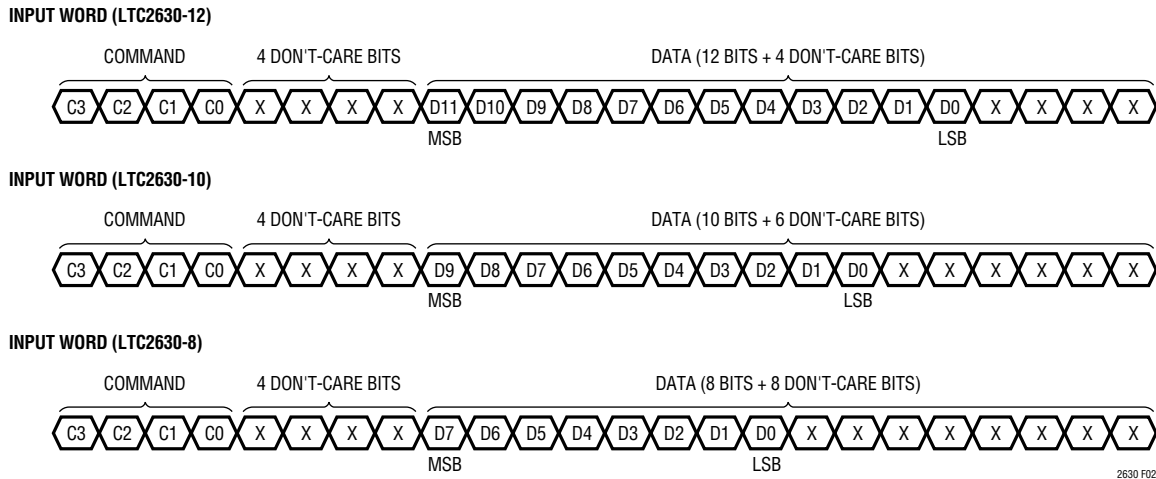 INPUT WORD (LTC2630-12)
COMMAND 4 DON'T-CARE BITS DATA (12 BITS + 4 DON'T-CARE BITS)
C3 C2 C1 C0 X X X X D11 D10 D9 D8 D7 D6 D5 D4 D3 D2 D1 D0 X X X X
MSB LSB
INPUT WORD (LTC2630-10)
COMMAND 4 DON'T-CARE BITS DATA (10 BITS + 6 DON'T-CARE BITS)
C3 C2 C1 C0 X X X X D9 D8 D7 D6 D5 D4 D3 D2 D1 D0 X X X X X X
MSB LSB
INPUT WORD (LTC2630-8)
COMMAND 4 DON'T-CARE BITS DATA (8 BITS + 8 DON'T-CARE BITS)
C3 C2 C1 C0 X X X X D7 D6 D5 D4 D3 D2 D1 D0 X X X X X X X X
MSB LSB
2630 F02